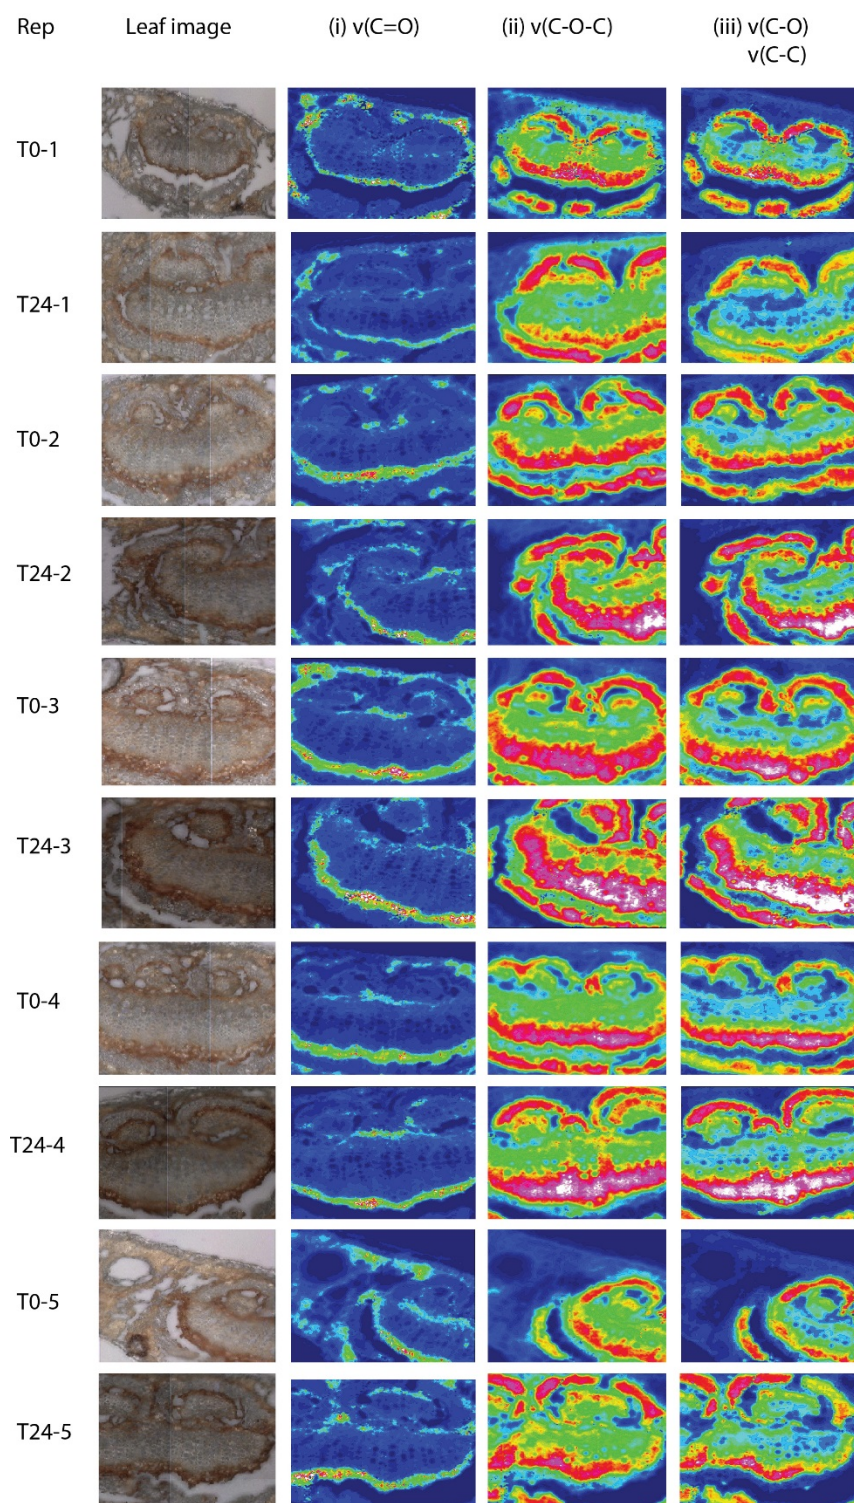 Rep Leaf image (i) v(C=O) (ii) v(C-O-C) (iii) v(C-O)
v(C-C)
T0-1
T24-1
T0-2
T24-2
T0-3
T24-3
T0-4
T24-4
T0-5
T24-5